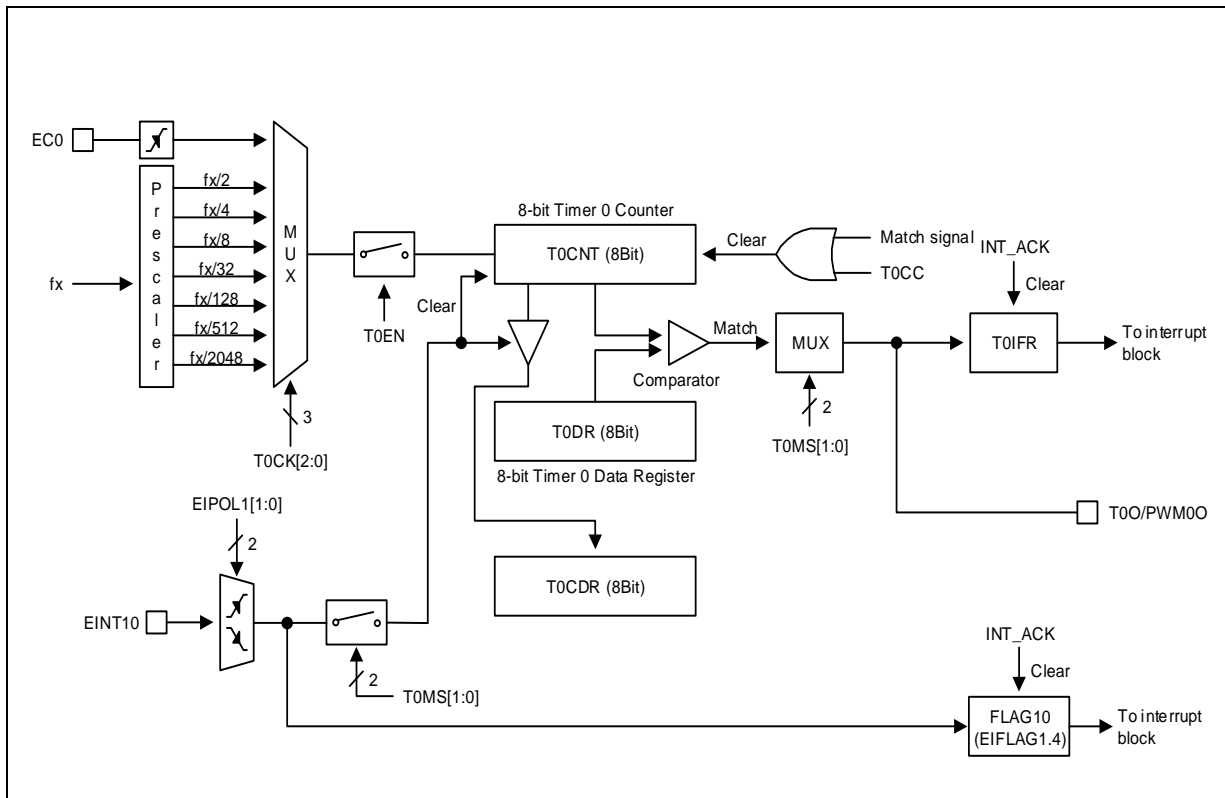 EC0
Prescaler
fx/2
fx/4
fx/8
fx/32
fx/128
fx/512
fx/2048
fx
MUX
3
T0CK[2:0]
T0EN
8-bit Timer 0 Counter
T0CNT (8Bit)
Clear
Clear
Match signal
T0CC
Match
Comparator
T0DR (8Bit)
8-bit Timer 0 Data Register
MUX
2
T0MS[1:0]
INT_ACK
Clear
T0IFR
To interrupt
block
T0O/PWM0O
T0CDR (8Bit)
EIPOL1[1:0]
2
EINT10
2
T0MS[1:0]
INT_ACK
Clear
FLAG10
(EIFLAG1.4)
To interrupt
block